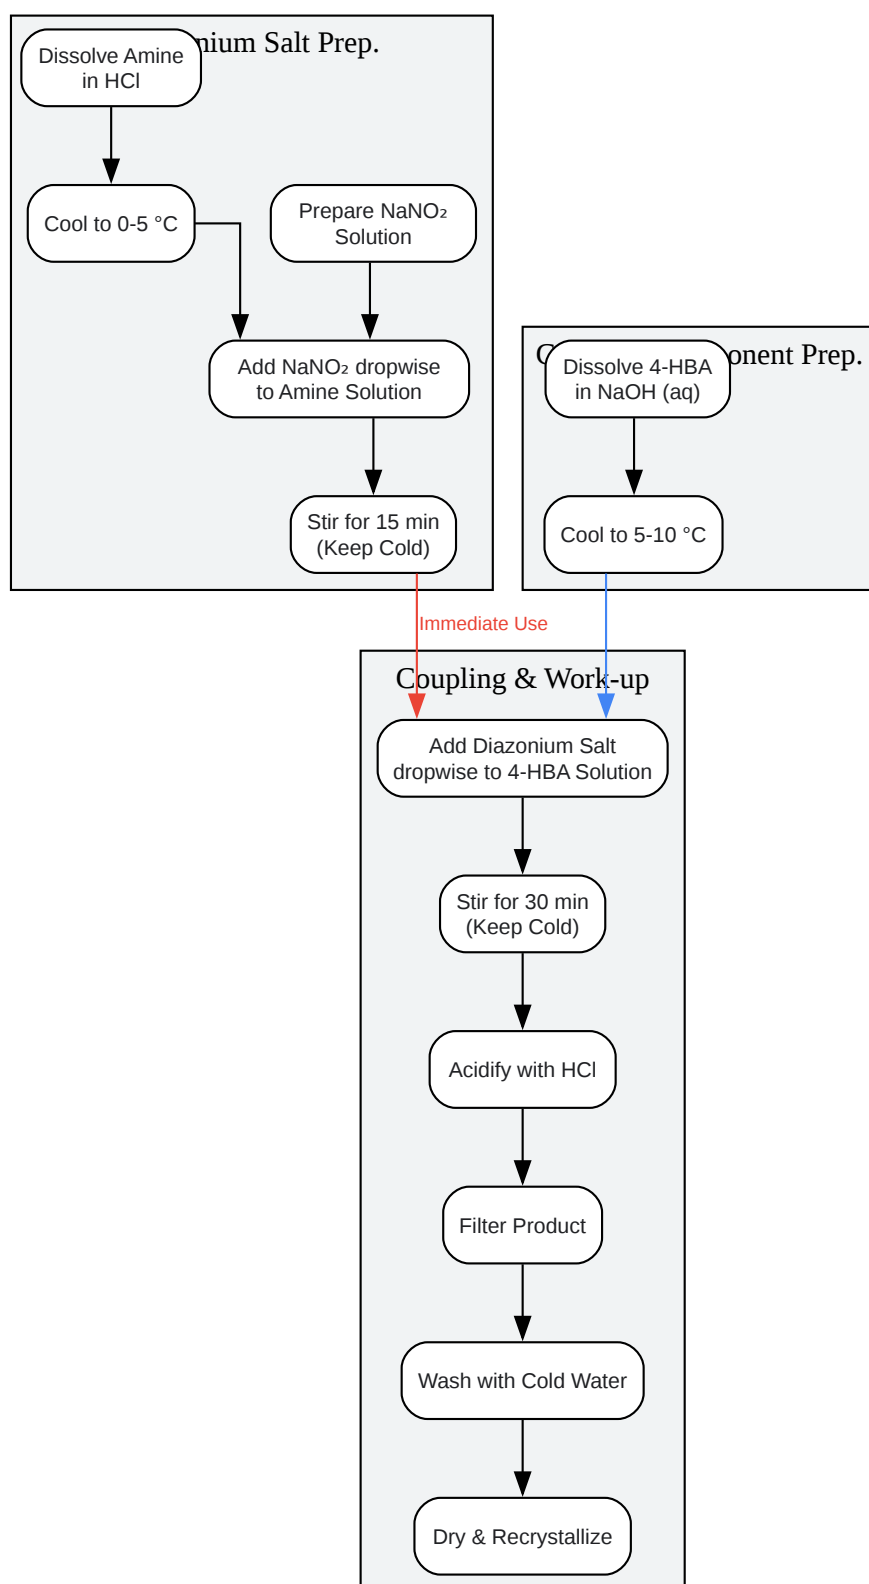 nium Salt Prep.
Dissolve Amine
in HCl
Cool to 0-5 °C
Prepare NaNO₂
Solution
Add NaNO₂ dropwise
to Amine Solution
Stir for 15 min
(Keep Cold)
onent Prep.
Dissolve 4-HBA
in NaOH (aq)
Cool to 5-10 °C
Immediate Use
Coupling & Work-up
Add Diazonium Salt
dropwise to 4-HBA Solution
Stir for 30 min
(Keep Cold)
Acidify with HCl
Filter Product
Wash with Cold Water
Dry & Recrystallize